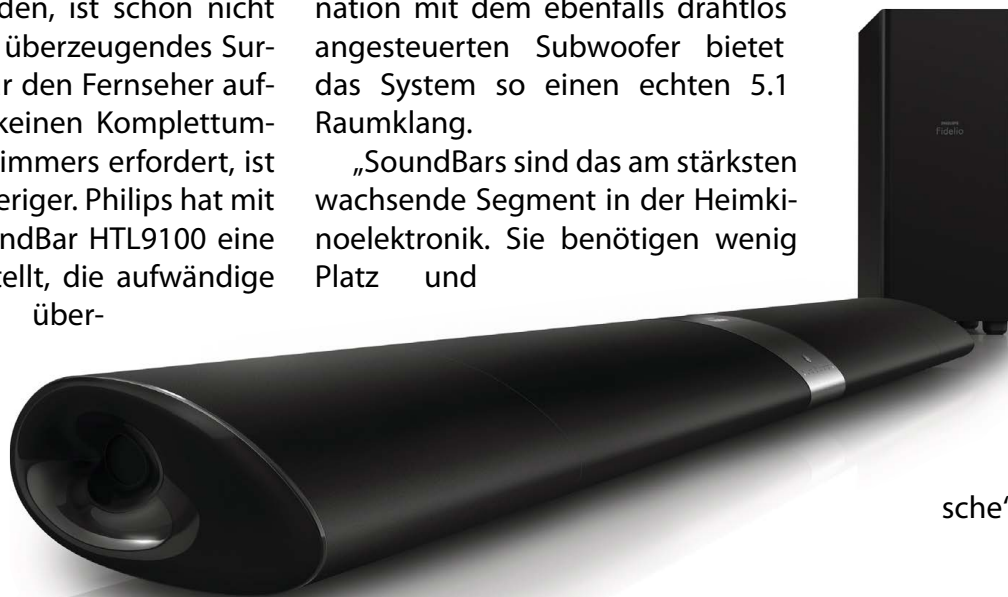 den, ist schon nicht
überzeugendes Sur-
r den Fernseher auf-
keinen Komplettum-
immers erfordert, ist
eriger. Philips hat mit
ndBar HTL9100 eine
tellt, die aufwändige
über-
nation mit dem ebenfalls drahtlos
angesteuerten Subwoofer bietet
das System so einen echten 5.1
Raumklang.
„SoundBars sind das am stärksten
wachsende Segment in der Heimki-
noelektronik. Sie benötigen wenig
Platz und
PHILIPS
Fidelio
sche“